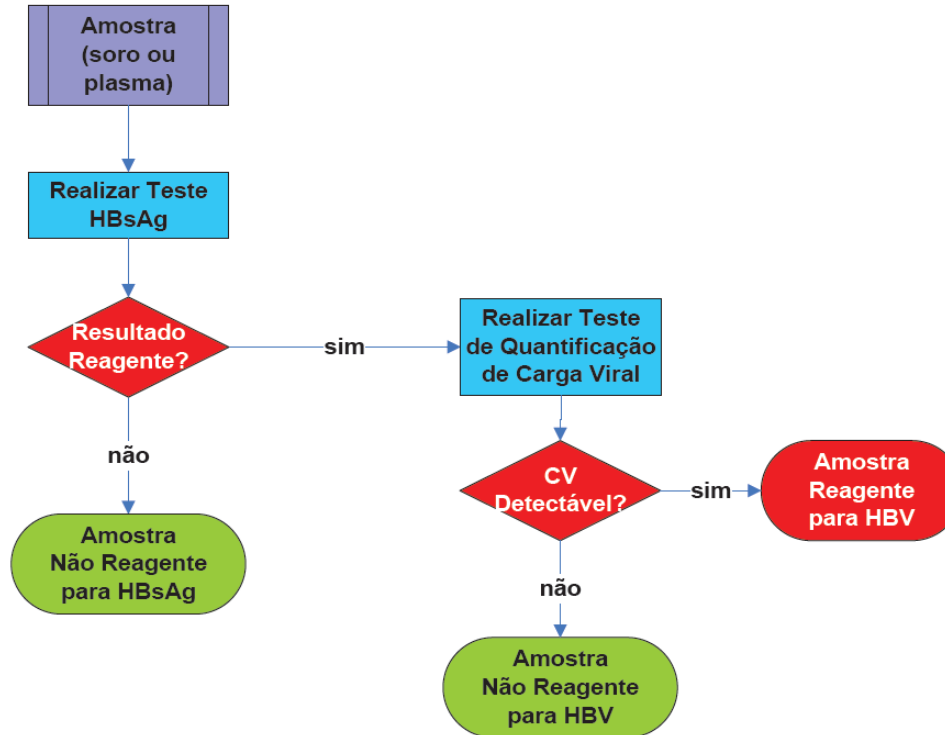 Amostra
(soro ou
plasma)
Realizar Teste
HBsAg
Resultado
Reagente?
sim
Realizar Teste
de Quantificação
de Carga Viral
não
CV
Detectável?
sim
Amostra
Reagente
para HBV
Amostra
Não Reagente
para HBsAg
não
Amostra
Não Reagente
para HBV